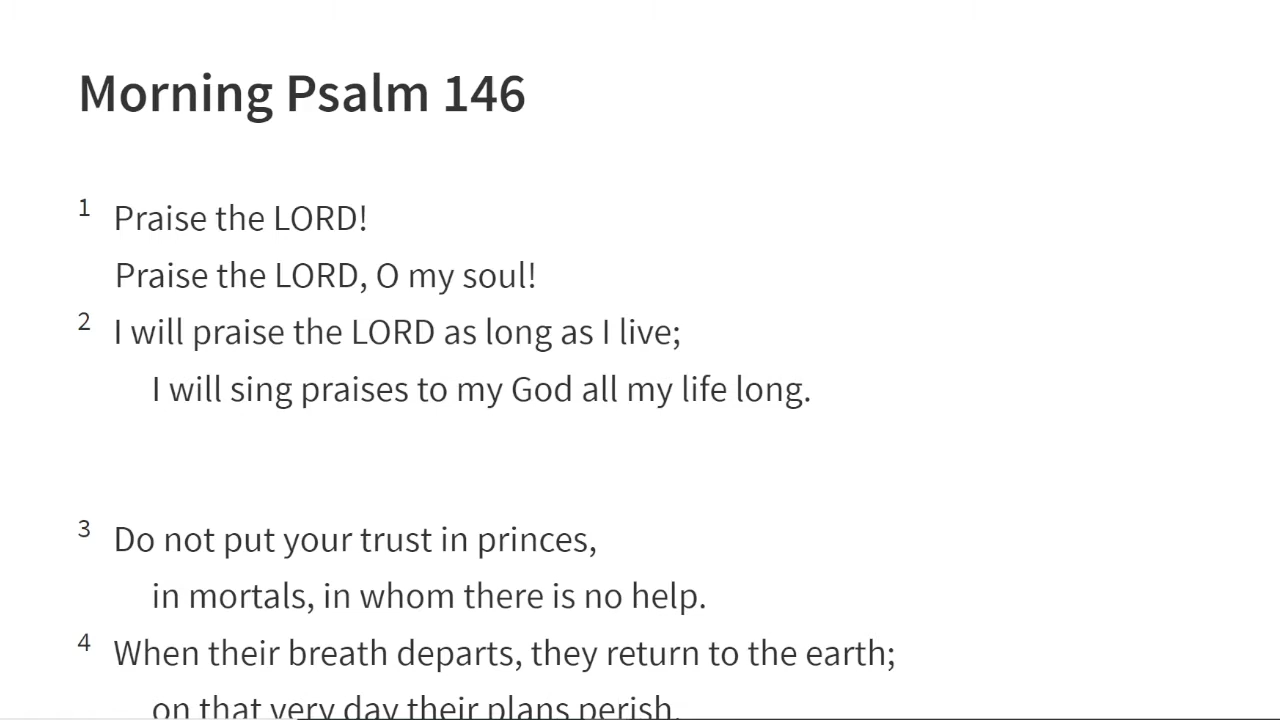 Morning Psalm 146
1 Praise the LORD!
Praise the LORD, O my soul!
2 I will praise the LORD as long as I live;
I will sing praises to my God all my life long.
3 Do not put your trust in princes,
in mortals, in whom there is no help.
4 When their breath departs, they return to the earth;
on that very day their plans perish.